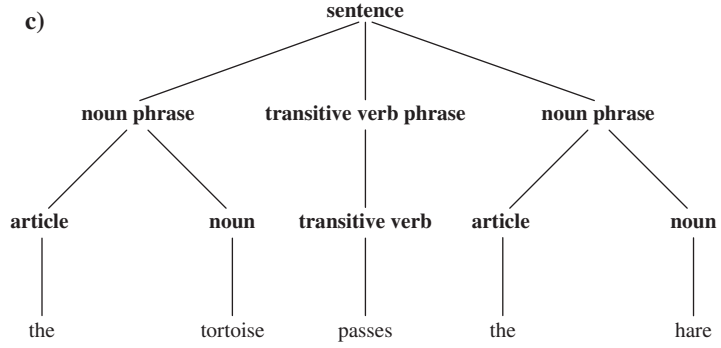 c)
sentence
noun phrase transitive verb phrase noun phrase
article noun transitive verb article noun
the tortoise passes the hare